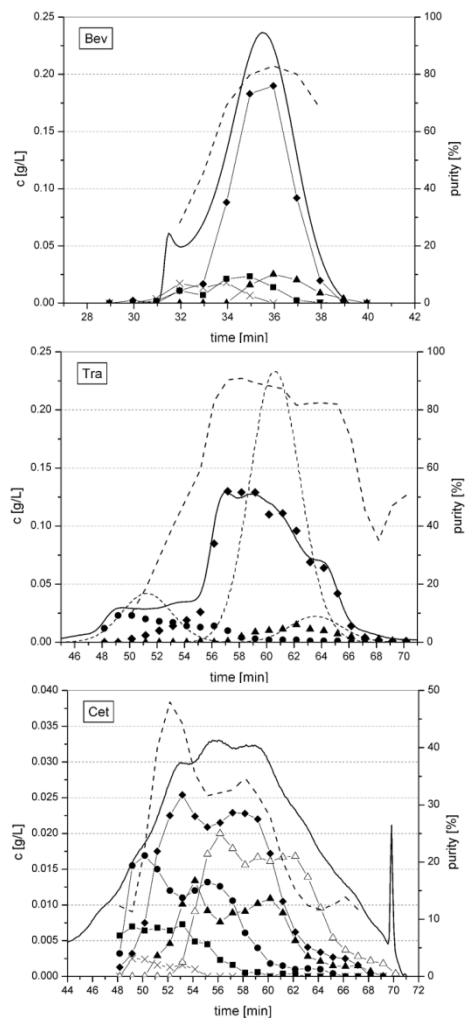 Bev
c [g/L]
0.25
0.20
0.15
0.10
0.05
0.00
100
80
60
40
20
0
purity [%]
28 30 32 34 36 38 40 42
time [min]
Tra
c [g/L]
0.25
0.20
0.15
0.10
0.05
0.00
100
80
60
40
20
0
purity [%]
46 48 50 52 54 56 58 60 62 64 66 68 70
time [min]
Cet
c [g/L]
0.040
0.035
0.030
0.025
0.020
0.015
0.010
0.005
0.000
50
40
30
20
10
0
purity [%]
44 46 48 50 52 54 56 58 60 62 64 66 68 70 72
time [min]